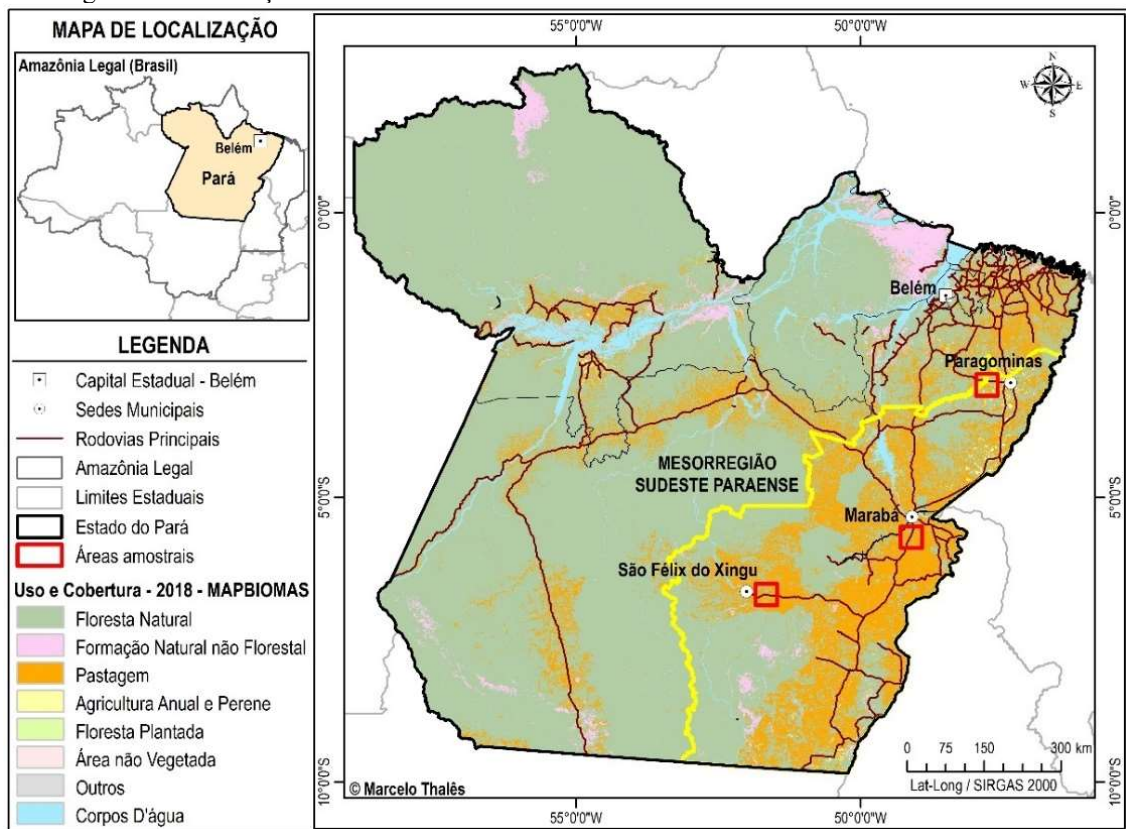 MAPA DE LOCALIZAÇÃO
Amazônia Legal (Brasil)
Belém
Pará
LEGENDA
Capital Estadual - Belém
Sedes Municipais
Rodovias Principais
Amazônia Legal
Limites Estaduais
Estado do Pará
Áreas amostrais
Uso e Cobertura - 2018 - MAPBIOMAS
Floresta Natural
Formação Natural não Florestal
Pastagem
Agricultura Anual e Perene
Floresta Plantada
Área não Vegetada
Outros
Corpos D'água
55°0'0"W
50°0'0"W
N
W
E
S
0°0'0"
0°0'0"
Belém
Paragominas
MESORREGIÃO
SUDESTE PARAENSE
5°0'0"S
5°0'0"S
Marabá
São Félix do Xingu
0 75 150 300 km
Lat-Long / SIRGAS 2000
10°0'0"S
10°0'0"S
© Marcelo Thalês
55°0'0"W
50°0'0"W